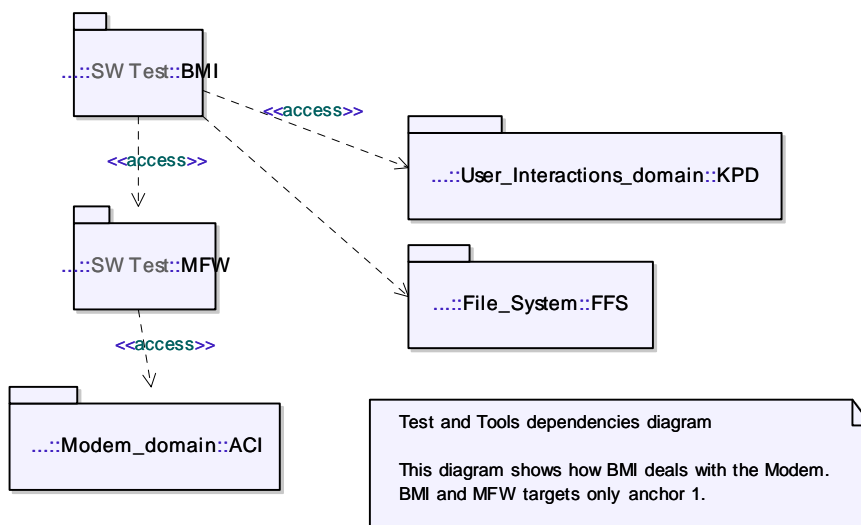 ...::SW Test::BMI
<<access>>
...::User_Interactions_domain::KPD
<<access>>
...::SW Test::MFW
...::File_System::FFS
<<access>>
...::Modem_domain::ACI
Test and Tools dependencies diagram
This diagram shows how BMI deals with the Modem.
BMI and MFW targets only anchor 1.